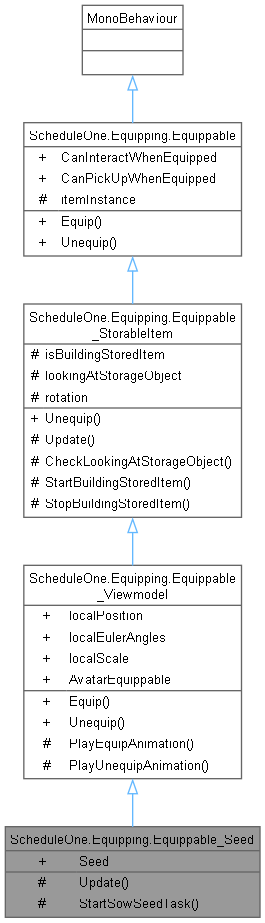 MonoBehaviour
ScheduleOne.Equipping.Equippable
+ CanInteractWhenEquipped
+ CanPickUpWhenEquipped
# itemInstance
+ Equip()
+ Unequip()
ScheduleOne.Equipping.Equippable
_StorableItem
# isBuildingStoredItem
# lookingAtStorageObject
# rotation
+ Unequip()
# Update()
# CheckLookingAtStorageObject()
# StartBuildingStoredItem()
# StopBuildingStoredItem()
ScheduleOne.Equipping.Equippable
_Viewmodel
+ localPosition
+ localEulerAngles
+ localScale
+ AvatarEquippable
+ Equip()
+ Unequip()
# PlayEquipAnimation()
# PlayUnequipAnimation()
ScheduleOne.Equipping.Equippable_Seed
+ Seed
# Update()
# StartSowSeedTask()